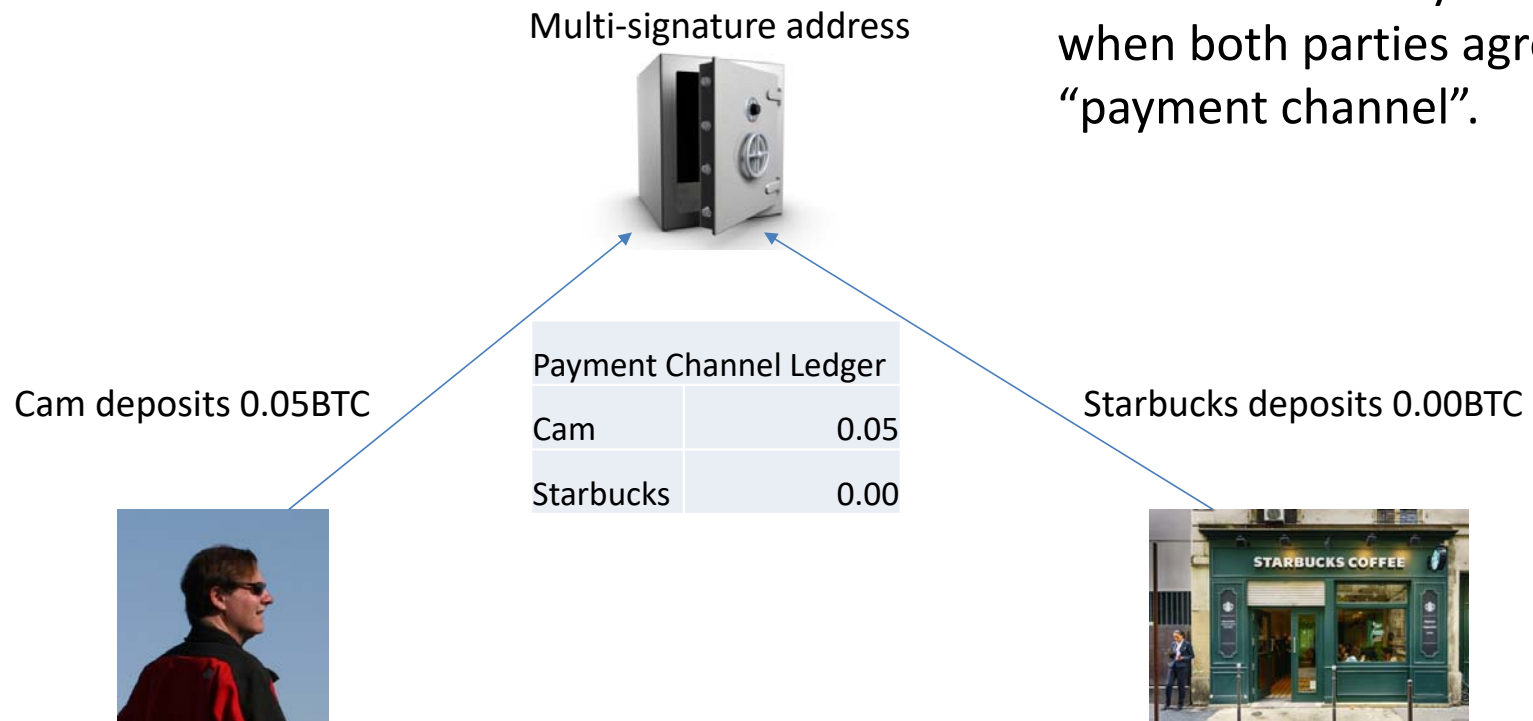 Multi-signature address
when both parties agre
“payment channel”.
Payment Channel Ledger
Cam deposits 0.05BTC
Cam 0.05
Starbucks 0.00
Starbucks deposits 0.00BTC
STARBUCKS COFFEE